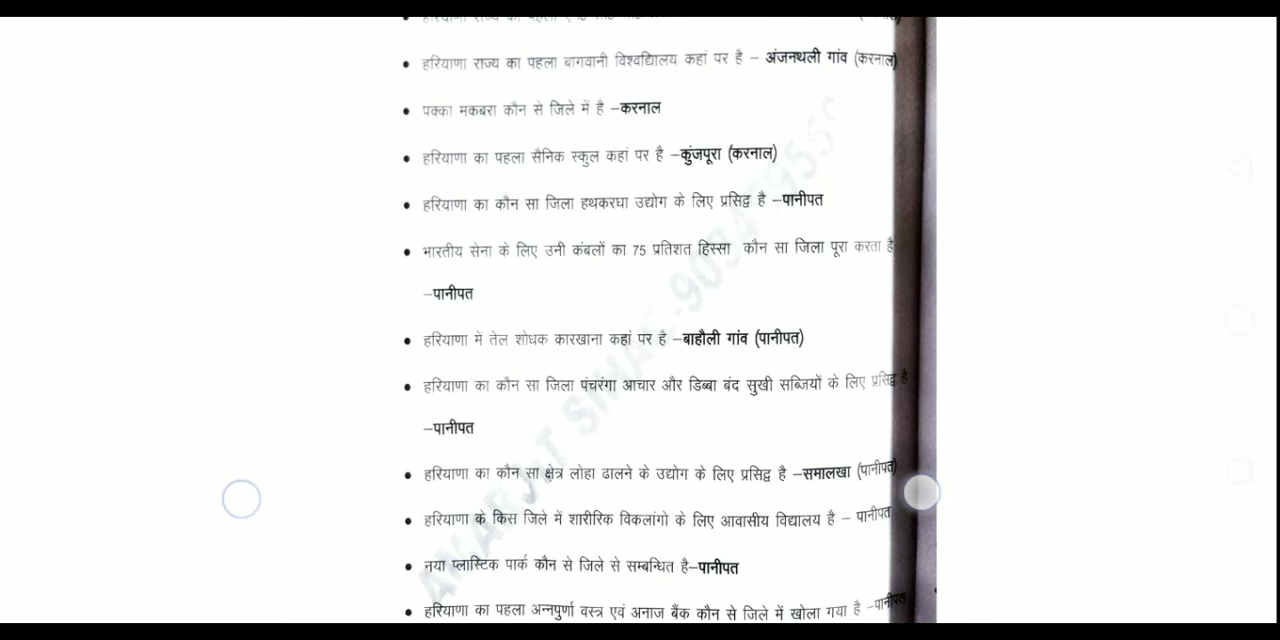 हरियाणा राज्य का पहला
• हरियाणा राज्य का पहला बागवानी विश्वद्यिालय कहां पर है – अंजनथली गांव (करनाल)
• पक्का मकबरा कौन से जिले में है –करनाल
• हरियाणा का पहला सैनिक स्कुल कहां पर है –कुंजपूरा (करनाल)
• हरियाणा का कौन सा जिला हथकरघा उद्योग के लिए प्रसिद्व है –पानीपत
• भारतीय सेना के लिए उनी कंबलों का 75 प्रतिशत हिस्सा कौन सा जिला पूरा करता है
–पानीपत
• हरियाणा में तेल शोधक कारखाना कहां पर है –बाहौली गांव (पानीपत)
• हरियाणा का कौन सा जिला पंचरंगा आचार और डिब्बा बंद सुखी सब्जियों के लिए प्रसिद्व है
–पानीपत
• हरियाणा का कौन सा क्षेत्र लोहा ढालने के उद्योग के लिए प्रसिद्व है –समालखा (पानीपत)
• हरियाणा के किस जिले में शारीरिक विकलांगो के लिए आवासीय विद्यालय है – पानीपत
• नया प्लास्टिक पार्क कौन से जिले से सम्बन्धित है–पानीपत
• हरियाणा का पहला अन्नपुर्णा वस्त्र एवं अनाज बैंक कौन से जिले में खोला गया है –पानीपत